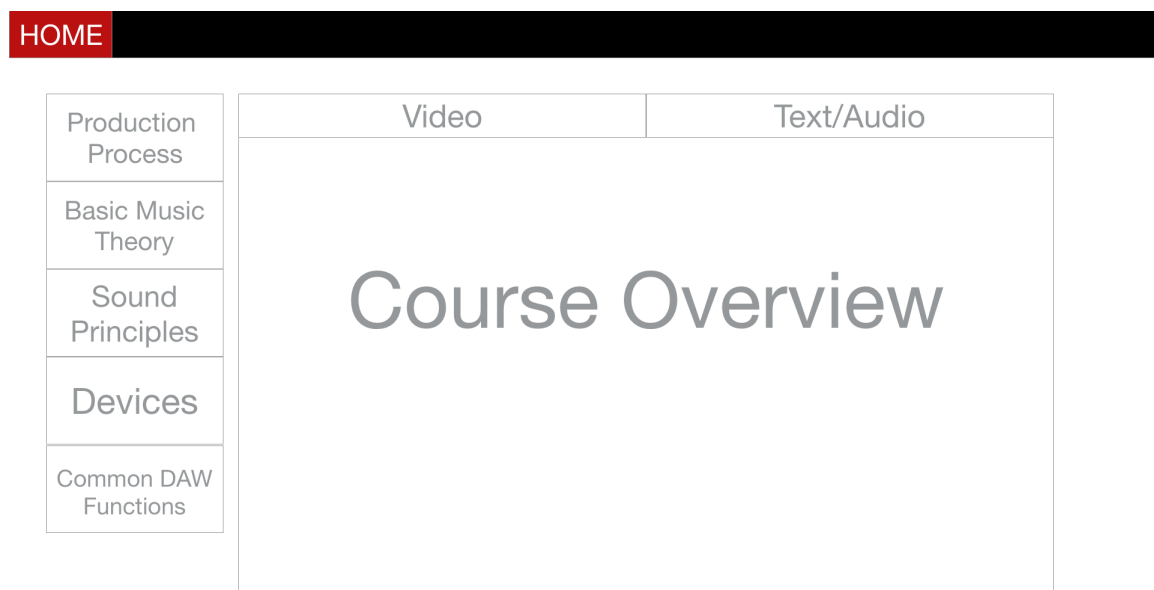 HOME
Production
Process
Basic Music
Theory
Sound
Principles
Devices
Common DAW
Functions
Video
Text/Audio
Course Overview